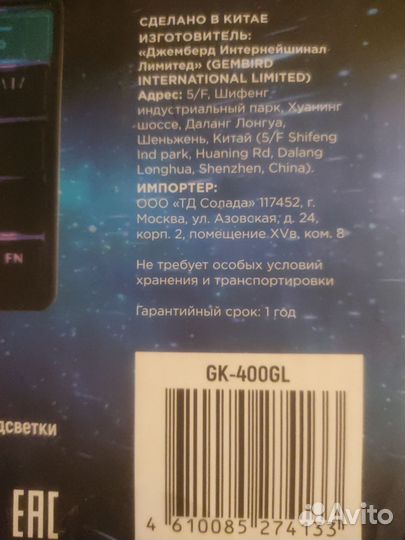 СДЕЛАНО В КИТАЕ
ИЗГОТОВИТЕЛЬ:
«Джемберд Интернейшинал
Лимитед» (GEMBIRD
INTERNATIONAL LIMITED)
Адрес: 5/F, Шифенг
индустриальный парк, Хуанинг
шоссе, Даланг Лонгуа,
Шеньжень, Китай (5/F Shifeng
Ind park, Huaning Rd, Dalang
Longhua, Shenzhen, China).
ИМПОРТЕР:
ООО «ТД Солада» 117452, г.
Москва, ул. Азовская, д. 24,
корп. 2, помещение XVв, ком. 8
Не требует особых условий
хранения и транспортировки
Гарантийный срок: 1 год
FN
GK-400GL
4 610085 274133
дсветки
EAC
Avito